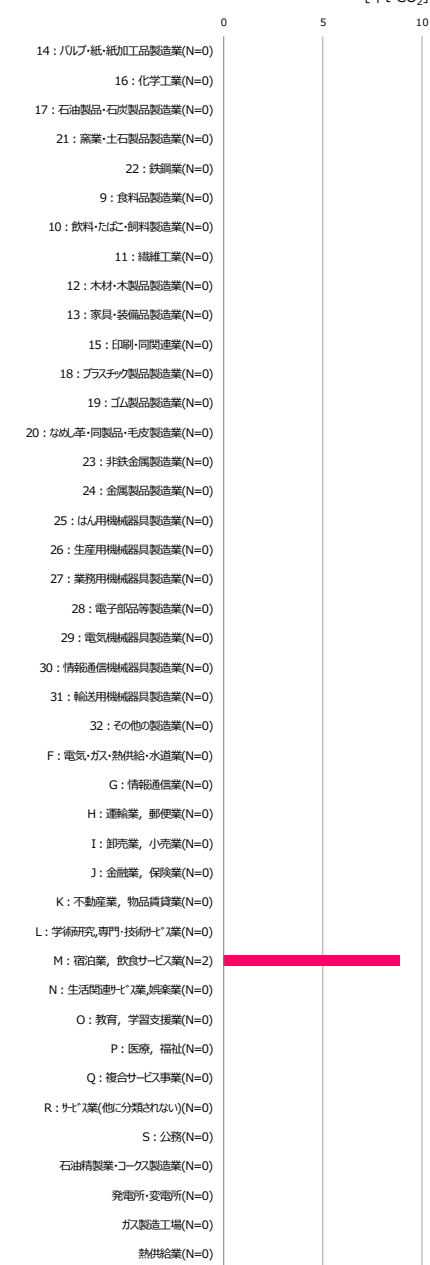 0 5 10
14：パルプ・紙・紙加工品製造業(N=0)
16：化学工業(N=0)
17：石油製品・石炭製品製造業(N=0)
21：窯業・土石製品製造業(N=0)
22：鉄鋼業(N=0)
9：食料品製造業(N=0)
10：飲料・たばこ・飼料製造業(N=0)
11：繊維工業(N=0)
12：木材・木製品製造業(N=0)
13：家具・装備品製造業(N=0)
15：印刷・同関連業(N=0)
18：プラスチック製品製造業(N=0)
19：ゴム製品製造業(N=0)
20：なめし革・同製品・毛皮製造業(N=0)
23：非鉄金属製造業(N=0)
24：金属製品製造業(N=0)
25：はん用機械器具製造業(N=0)
26：生産用機械器具製造業(N=0)
27：業務用機械器具製造業(N=0)
28：電子部品等製造業(N=0)
29：電気機械器具製造業(N=0)
30：情報通信機械器具製造業(N=0)
31：輸送用機械器具製造業(N=0)
32：その他の製造業(N=0)
F：電気・ガス・熱供給・水道業(N=0)
G：情報通信業(N=0)
H：運輸業，郵便業(N=0)
I：卸売業，小売業(N=0)
J：金融業，保険業(N=0)
K：不動産業，物品賃貸業(N=0)
L：学術研究,専門・技術ｻｰﾋﾞｽ業(N=0)
M：宿泊業，飲食サービス業(N=2)
N：生活関連ｻｰﾋﾞｽ業,娯楽業(N=0)
O：教育，学習支援業(N=0)
P：医療，福祉(N=0)
Q：複合サービス事業(N=0)
R：ｻｰﾋﾞｽ業(他に分類されない)(N=0)
S：公務(N=0)
石油精製業・コークス製造業(N=0)
発電所・変電所(N=0)
ガス製造工場(N=0)
熱供給業(N=0)